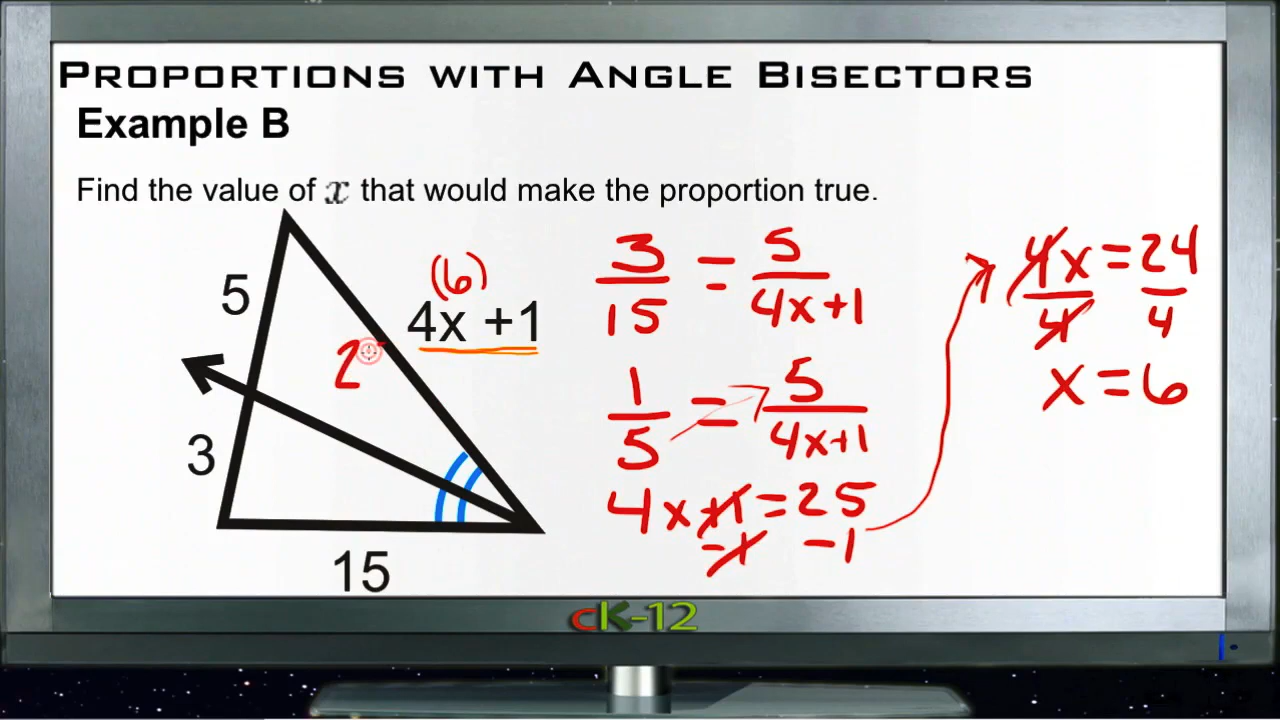 PROPORTIONS WITH ANGLE BISECTORS
Example B
Find the value of x that would make the proportion true.
5
(6)
4x +1
2
3
15
3/15 = 5/4x+1
1/5 = 5/4x+1
4x+1=25
-1 -1
4x/4=24/4
x=6
cK-12